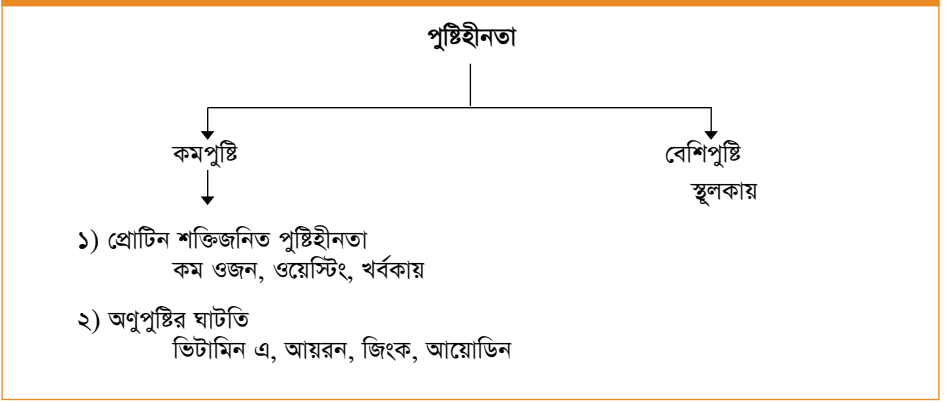 পুষ্টিহীনতা
কমপুষ্টি
বেশিপুষ্টি
স্থূলকায়
১) প্রোটিন শক্তিজনিত পুষ্টিহীনতা
কম ওজন, ওয়েস্টিং, খর্বকায়
২) অণুপুষ্টির ঘাটতি
ভিটামিন এ, আয়রন, জিংক, আয়োডিন